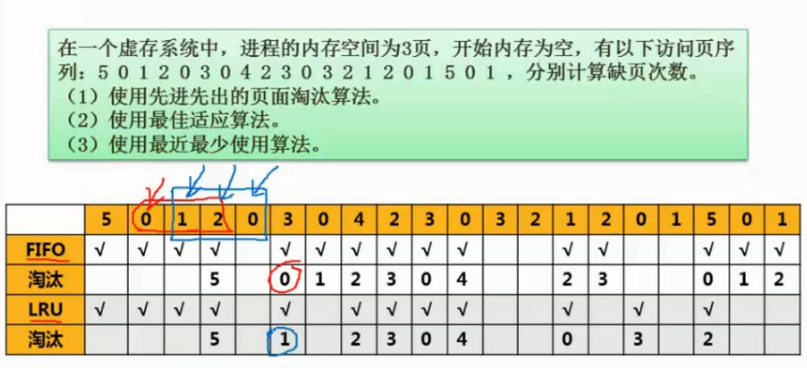 在一个虚存系统中，进程的内存空间为3页，开始内存为空，有以下访问页序
列：5 0 1 2 0 3 0 4 2 3 0 3 2 1 2 0 1 5 0 1 ，分别计算缺页次数。
（1）使用先进先出的页面淘汰算法。
（2）使用最佳适应算法。
（3）使用最近最少使用算法。
5 0 1 2 0 3 0 4 2 3 0 3 2 1 2 0 1 5 0 1
FIFO √ √ √ √ √ √ √ √ √ √ √ √ √ √ √
淘汰 5 0 1 2 3 0 4 2 3 0 1 2
LRU √ √ √ √ √ √ √ √ √ √ √ √
淘汰 5 1 2 3 0 4 0 3 2